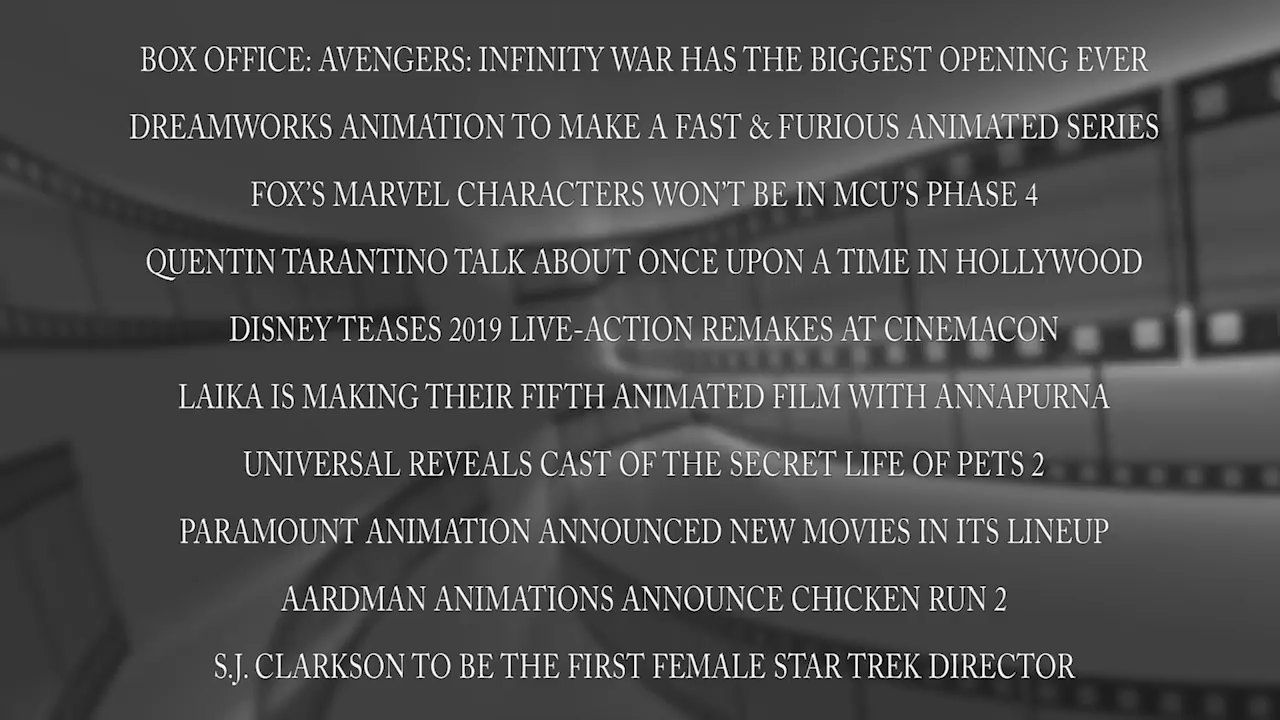 BOX OFFICE: AVENGERS: INFINITY WAR HAS THE BIGGEST OPENING EVER
DREAMWORKS ANIMATION TO MAKE A FAST & FURIOUS ANIMATED SERIES
FOX'S MARVEL CHARACTERS WON'T BE IN MCU'S PHASE 4
QUENTIN TARANTINO TALK ABOUT ONCE UPON A TIME IN HOLLYWOOD
DISNEY TEASES 2019 LIVE-ACTION REMAKES AT CINEMACON
LAIKA IS MAKING THEIR FIFTH ANIMATED FILM WITH ANNAPURNA
UNIVERSAL REVEALS CAST OF THE SECRET LIFE OF PETS 2
PARAMOUNT ANIMATION ANNOUNCED NEW MOVIES IN ITS LINEUP
AARDMAN ANIMATIONS ANNOUNCE CHICKEN RUN 2
S.J. CLARKSON TO BE THE FIRST FEMALE STAR TREK DIRECTOR